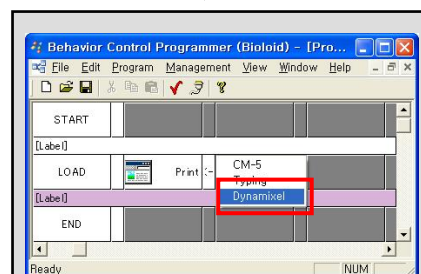 Behavior Control Programmer (Bioloid) - [Pro...
File Edit Program Management View Window Help
START
[Label]
LOAD Print <- CM-5
Typing
Dynamixel
[Label]
END
Ready NUM